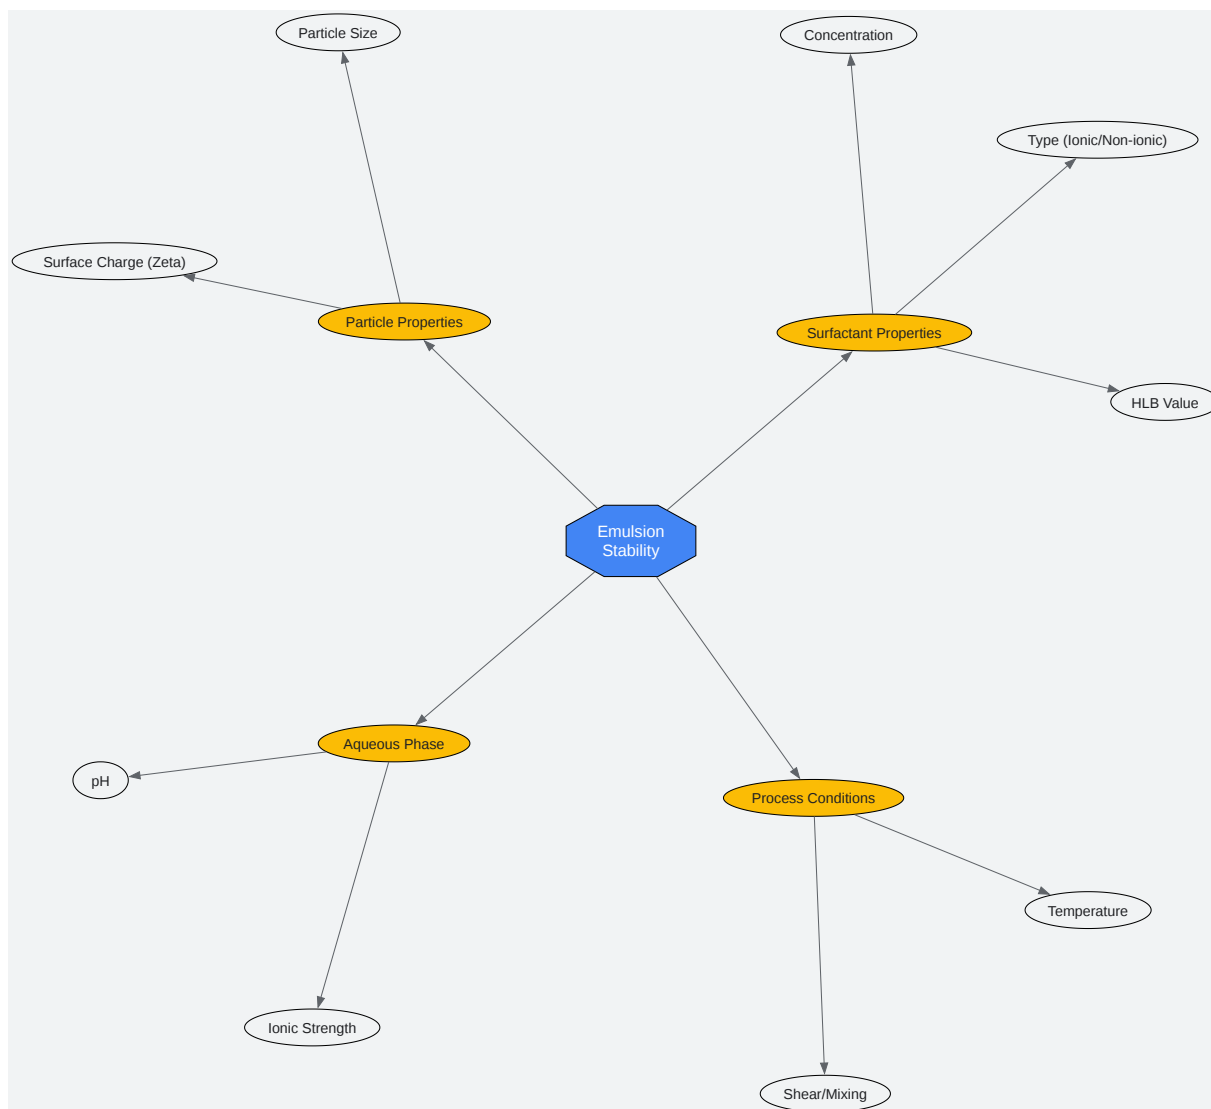 Particle Size
Concentration
Type (Ionic/Non-ionic)
Surface Charge (Zeta)
Particle Properties
Surfactant Properties
HLB Value
Emulsion
Stability
Aqueous Phase
pH
Process Conditions
Temperature
Ionic Strength
Shear/Mixing